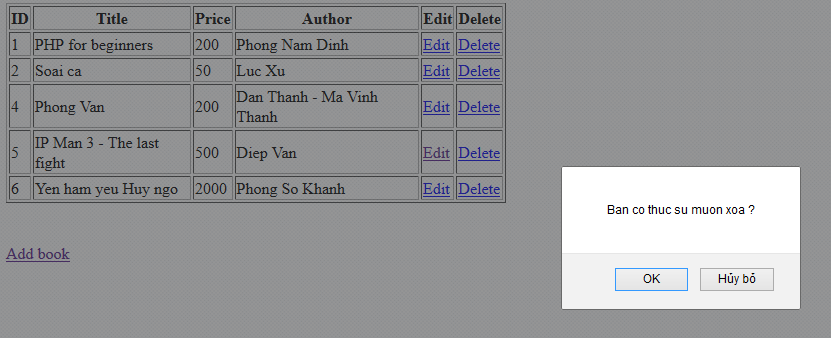 ID Title Price Author Edit Delete
1 PHP for beginners 200 Phong Nam Dinh Edit Delete
2 Soai ca 50 Luc Xu Edit Delete
4 Phong Van 200 Dan Thanh - Ma Vinh Thanh Edit Delete
5 IP Man 3 - The last fight 500 Diep Van Edit Delete
6 Yen ham yeu Huy ngo 2000 Phong So Khanh Edit Delete
Add book
Ban co thuc su muon xoa ?
OK Hủy bỏ